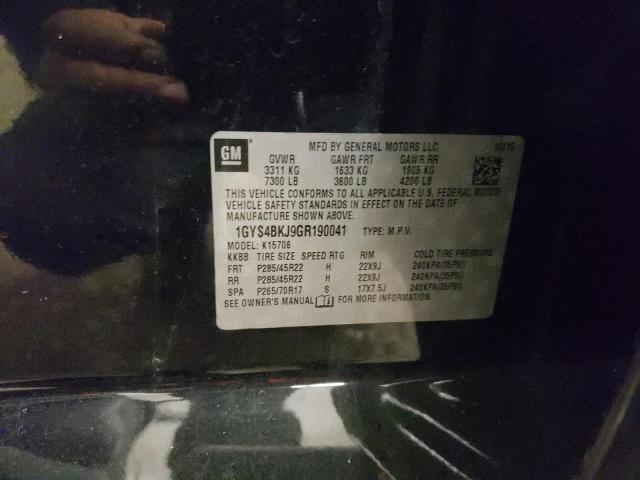 GM
MFD BY GENERAL MOTORS LLC 10/15
GVWR GAWR FRT GAWR RR
3311 KG 1633 KG 1905 KG
7300 LB 3600 LB 4200 LB
THIS VEHICLE CONFORMS TO ALL APPLICABLE U.S. FEDERAL MOTOR
VEHICLE SAFETY STANDARDS IN EFFECT ON THE DATE OF
MANUFACTURE SHOWN ABOVE.
1GYS4BKJ9GR190041 TYPE: M.P.V.
MODEL: K15706
KKBB TIRE SIZE SPEED RTG RIM COLD TIRE PRESSURE
FRT P285/45R22 H 22X9J 240KPA(35PSI)
RR P285/45R22 H 22X9J 240KPA(35PSI)
SPA P265/70R17 S 17X7.5J 240KPA(35PSI)
SEE OWNER'S MANUAL FOR MORE INFORMATION.